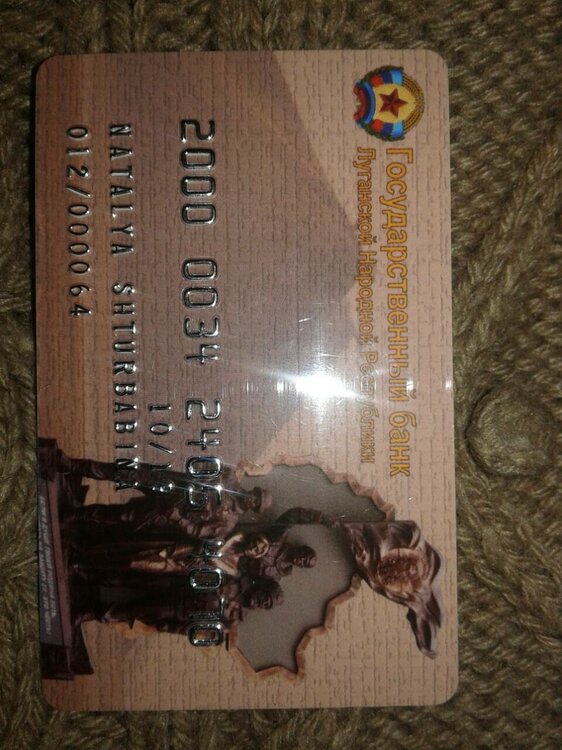 Государственный банк
Луганской Народной Республики
2000 0034 2405
NATALYA SHTURBABINA
012/000064